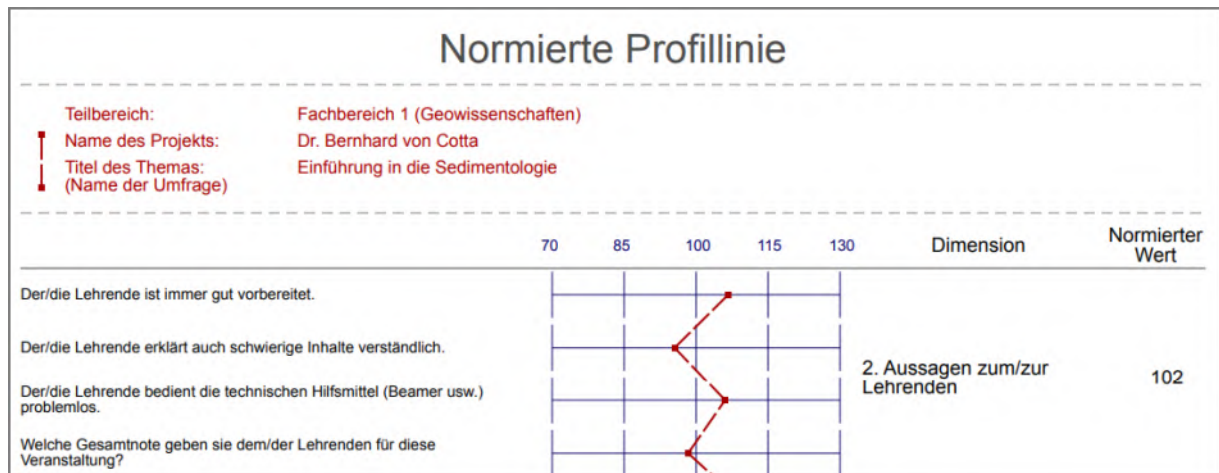 Normierte Profillinie
Teilbereich: Fachbereich 1 (Geowissenschaften)
Name des Projekts: Dr. Bernhard von Cotta
Titel des Themas: Einführung in die Sedimentologie
(Name der Umfrage)
70 85 100 115 130 Dimension Normierter
Wert
Der/die Lehrende ist immer gut vorbereitet.
Der/die Lehrende erklärt auch schwierige Inhalte verständlich.
2. Aussagen zum/zur
Lehrenden
102
Der/die Lehrende bedient die technischen Hilfsmittel (Beamer usw.)
problemlos.
Welche Gesamtnote geben sie dem/der Lehrenden für diese
Veranstaltung?